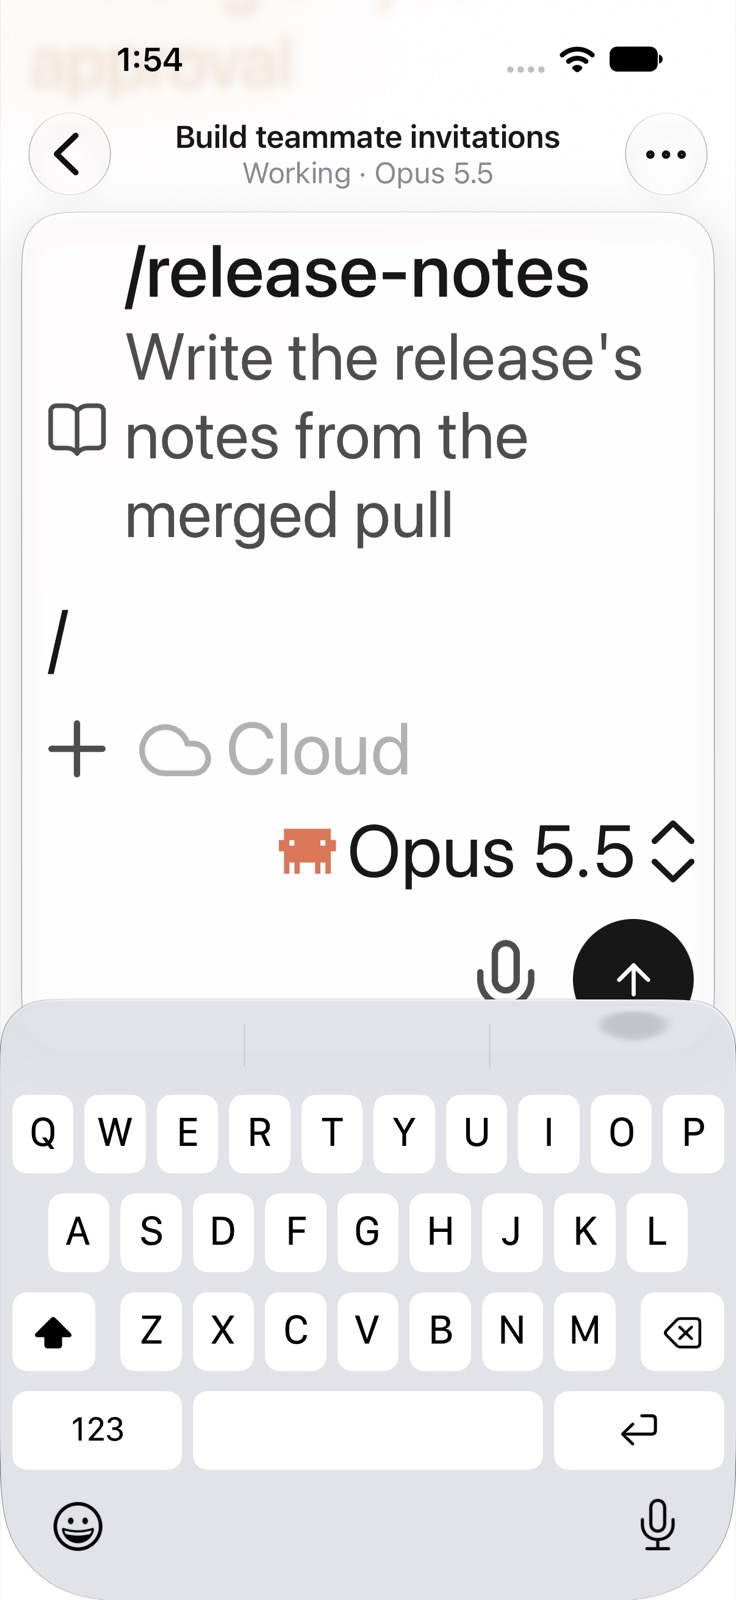 approval
1:54
Build teammate invitations
Working · Opus 5.5
/release-notes
Write the release's
notes from the
merged pull
/
Cloud
Opus 5.5
Q W E R T Y U I O P
A S D F G H J K L
Z X C V B N M
123